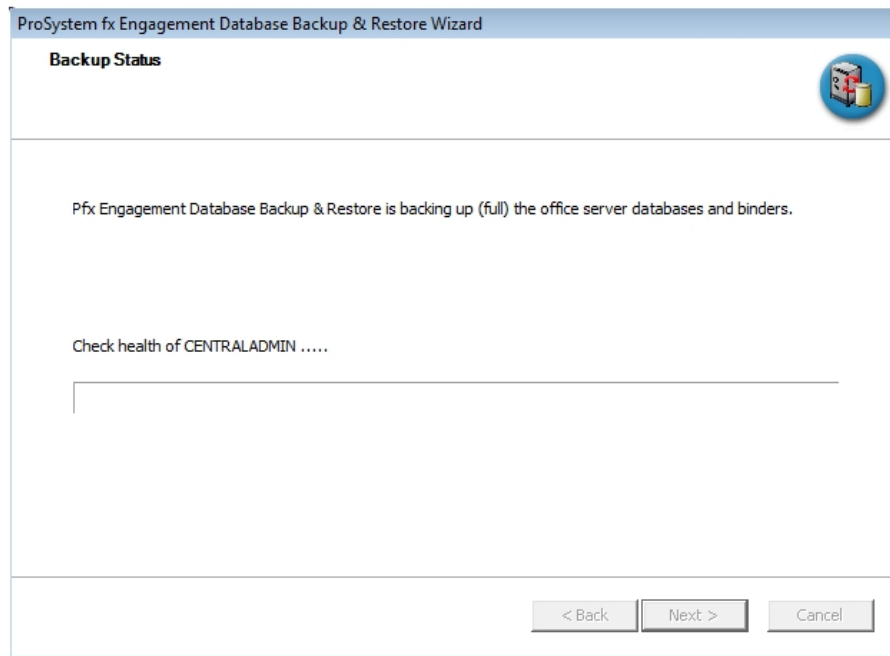 ProSystem fx Engagement Database Backup & Restore Wizard
Backup Status
Pfx Engagement Database Backup & Restore is backing up (full) the office server databases and binders.
Check health of CENTRALADMIN .....
< Back Next > Cancel